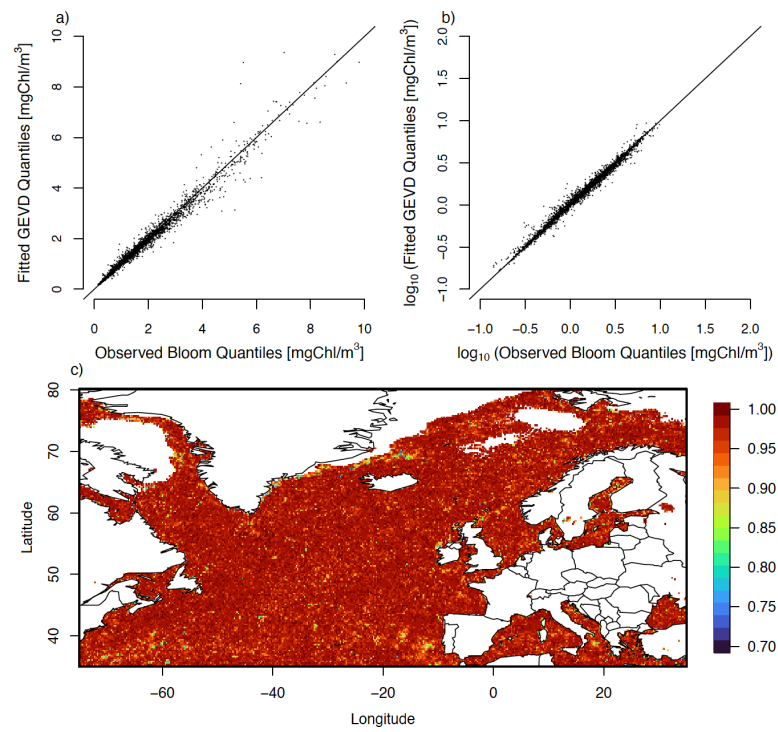 a)
Fitted GEVD Quantiles [mgChl/m³]
10
8
6
4
2
0
0 2 4 6 8 10
Observed Bloom Quantiles [mgChl/m³]
b)
log₁₀ (Fitted GEVD Quantiles [mgChl/m³])
2.0
1.5
1.0
0.5
0.0
−0.5
−1.0
−1.0 0.0 0.5 1.0 1.5 2.0
log₁₀ (Observed Bloom Quantiles [mgChl/m³])
c)
Latitude
80
70
60
50
40
−60 −40 −20 0 20
Longitude
1.00
0.95
0.90
0.85
0.80
0.75
0.70